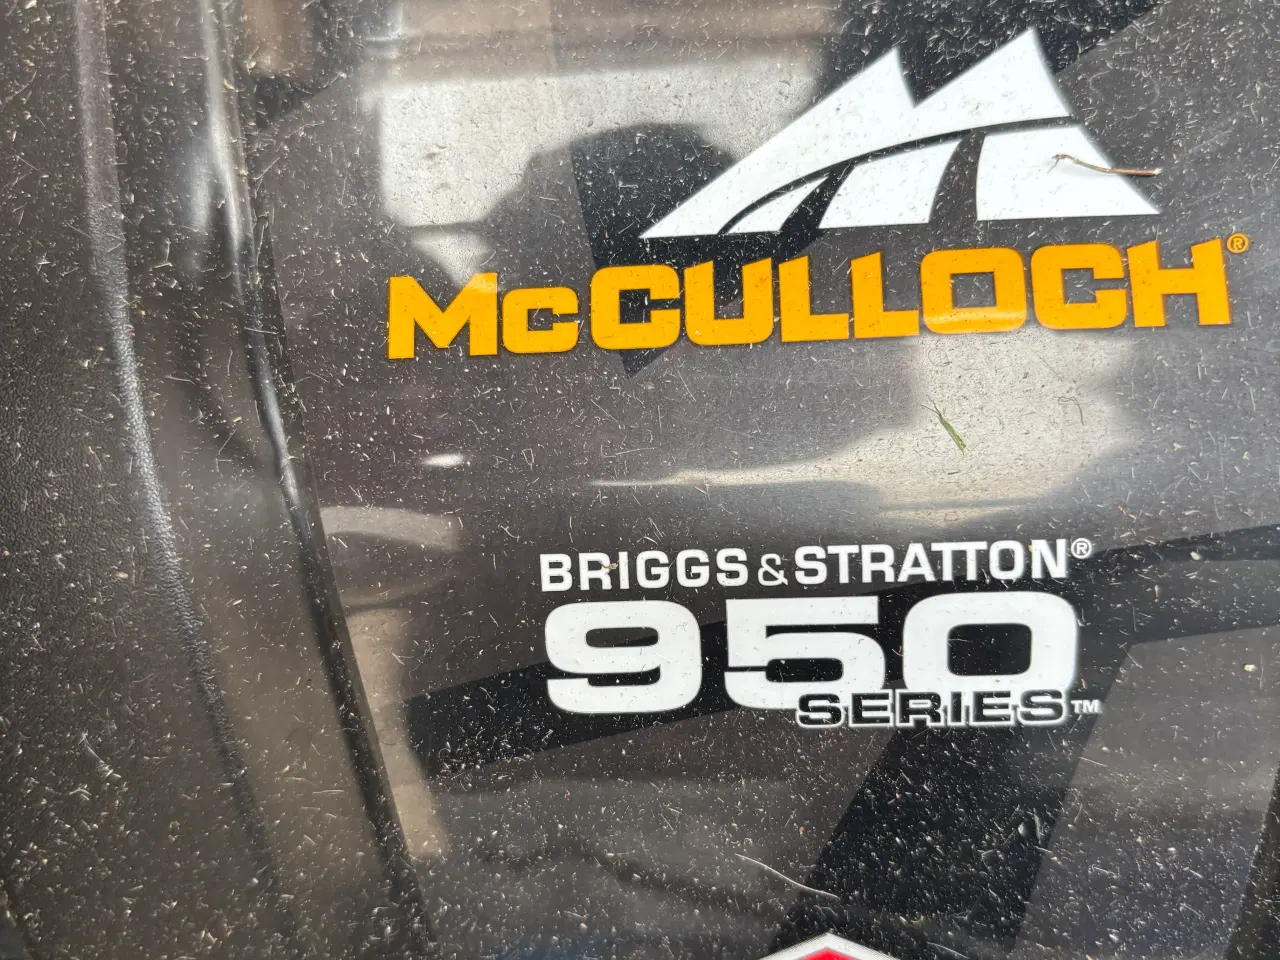 McCULLOCH®
BRIGGS & STRATTON®
950
SERIES™